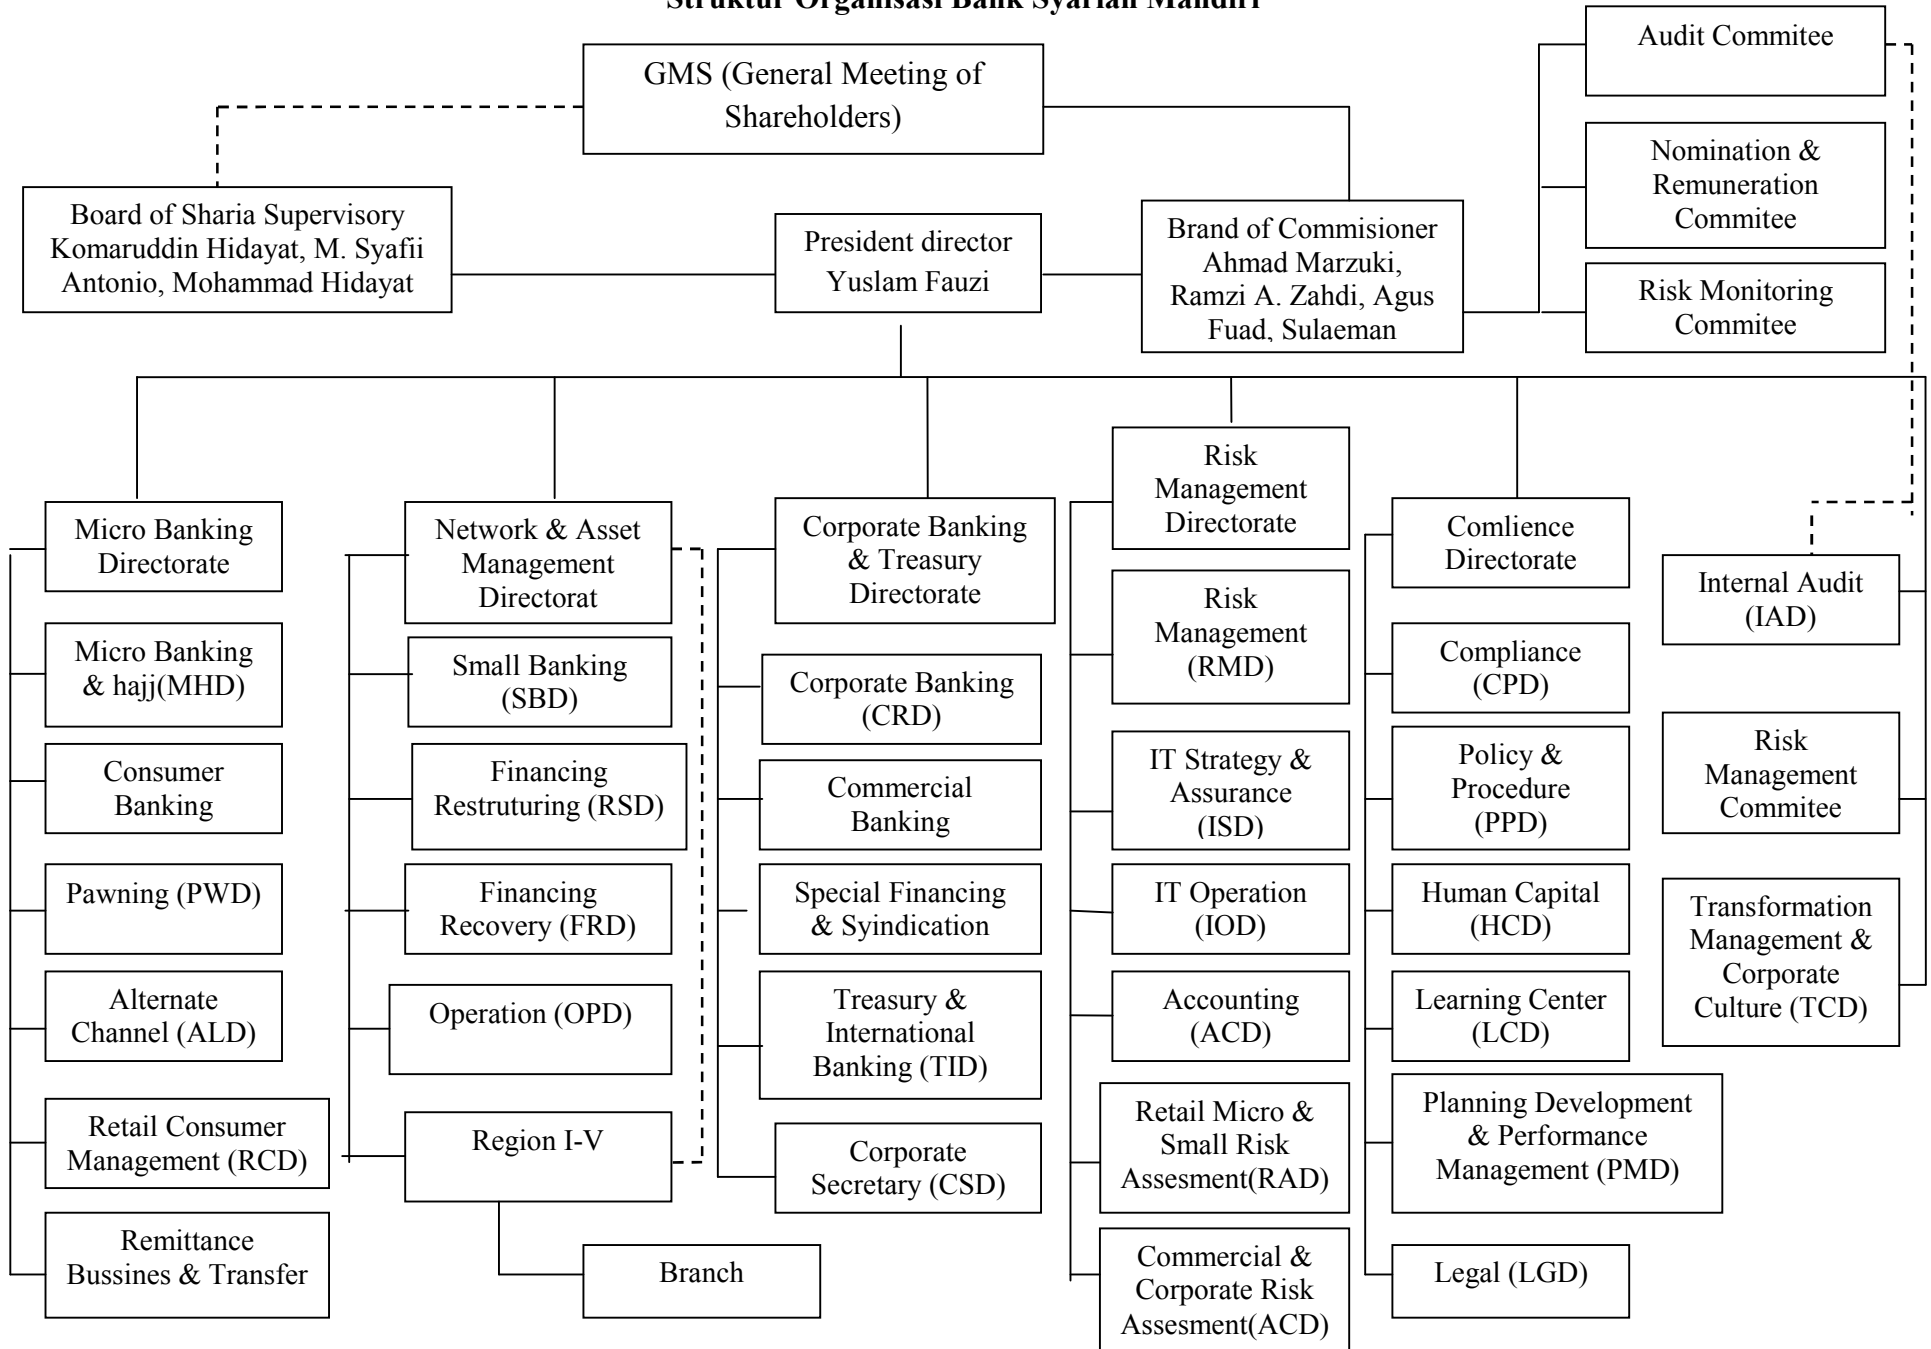 Struktur Organisasi Bank Syariah Mandiri
GMS (General Meeting of
Shareholders)
Audit Commitee
Nomination &
Remuneration
Commitee
Risk Monitoring
Commitee
Board of Sharia Supervisory
Komaruddin Hidayat, M. Syafii
Antonio, Mohammad Hidayat
President director
Yuslam Fauzi
Brand of Commisioner
Ahmad Marzuki,
Ramzi A. Zahdi, Agus
Fuad, Sulaeman
Micro Banking
Directorate
Micro Banking
& hajj(MHD)
Consumer
Banking
Pawning (PWD)
Alternate
Channel (ALD)
Retail Consumer
Management (RCD)
Remittance
Bussines & Transfer
Network & Asset
Management
Directorat
Small Banking
(SBD)
Financing
Restruturing (RSD)
Financing
Recovery (FRD)
Operation (OPD)
Region I-V
Branch
Corporate Banking
& Treasury
Directorate
Corporate Banking
(CRD)
Commercial
Banking
Special Financing
& Syindication
Treasury &
International
Banking (TID)
Corporate
Secretary (CSD)
Risk
Management
Directorate
Risk
Management
(RMD)
IT Strategy &
Assurance
(ISD)
IT Operation
(IOD)
Accounting
(ACD)
Retail Micro &
Small Risk
Assesment(RAD)
Commercial &
Corporate Risk
Assesment(ACD)
Comlience
Directorate
Compliance
(CPD)
Policy &
Procedure
(PPD)
Human Capital
(HCD)
Learning Center
(LCD)
Planning Development
& Performance
Management (PMD)
Legal (LGD)
Internal Audit
(IAD)
Risk
Management
Commitee
Transformation
Management &
Corporate
Culture (TCD)